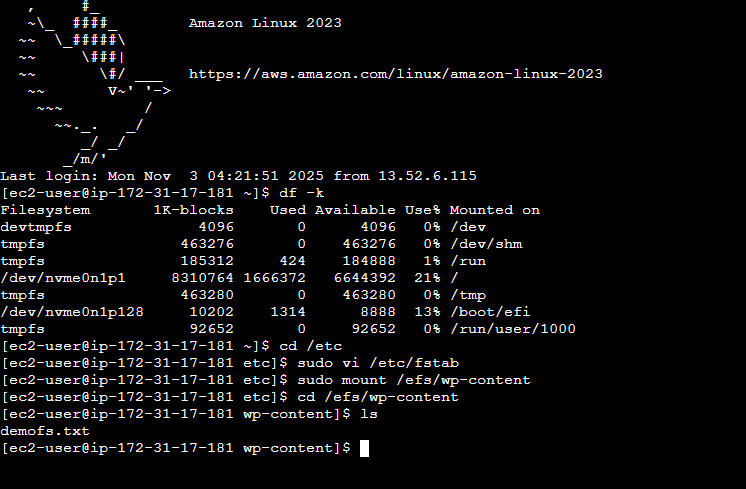 ,     #_
   ~\_  ####_        Amazon Linux 2023
  ~~  \_#####\
  ~~     \###|
  ~~       \#/ ___   https://aws.amazon.com/linux/amazon-linux-2023
   ~~       V~' '->
    ~~~         /
      ~~._.   _/
         _/ _/
       _/m/'
Last login: Mon Nov  3 04:21:51 2025 from 13.52.6.115
[ec2-user@ip-172-31-17-181 ~]$ df -k
Filesystem       1K-blocks    Used Available Use% Mounted on
devtmpfs              4096       0      4096   0% /dev
tmpfs               463276       0    463276   0% /dev/shm
tmpfs               185312     424    184888   1% /run
/dev/nvme0n1p1     8310764 1666372   6644392  21% /
tmpfs               463280       0    463280   0% /tmp
/dev/nvme0n1p128     10202    1314      8888  13% /boot/efi
tmpfs                92652       0     92652   0% /run/user/1000
[ec2-user@ip-172-31-17-181 ~]$ cd /etc
[ec2-user@ip-172-31-17-181 etc]$ sudo vi /etc/fstab
[ec2-user@ip-172-31-17-181 etc]$ sudo mount /efs/wp-content
[ec2-user@ip-172-31-17-181 etc]$ cd /efs/wp-content
[ec2-user@ip-172-31-17-181 wp-content]$ ls
demofs.txt
[ec2-user@ip-172-31-17-181 wp-content]$